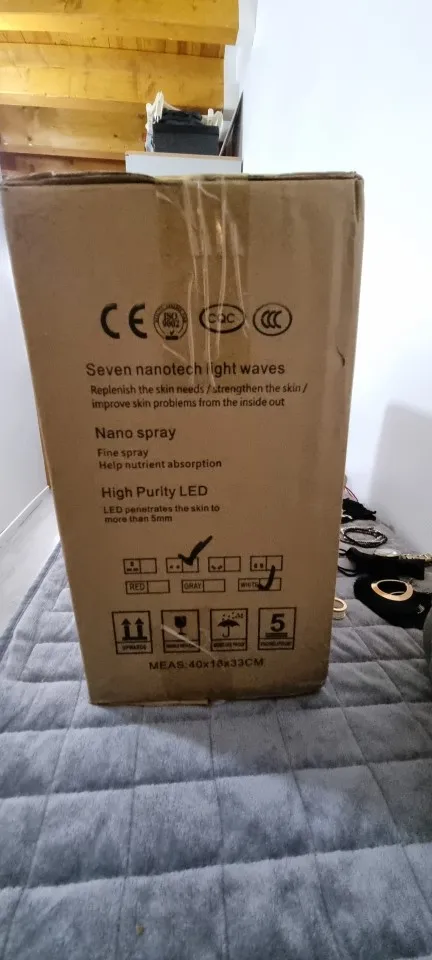 CE ISO 9002 CQC CCC
Seven nanotech light waves
Replenish the skin needs / strengthen the skin /
improve skin problems from the inside out
Nano spray
Fine spray
Help nutrient absorption
High Purity LED
LED penetrates the skin to
more than 5mm
RED GRAY WHITE
5
UPWARDS
MEAS:40x18x33CM